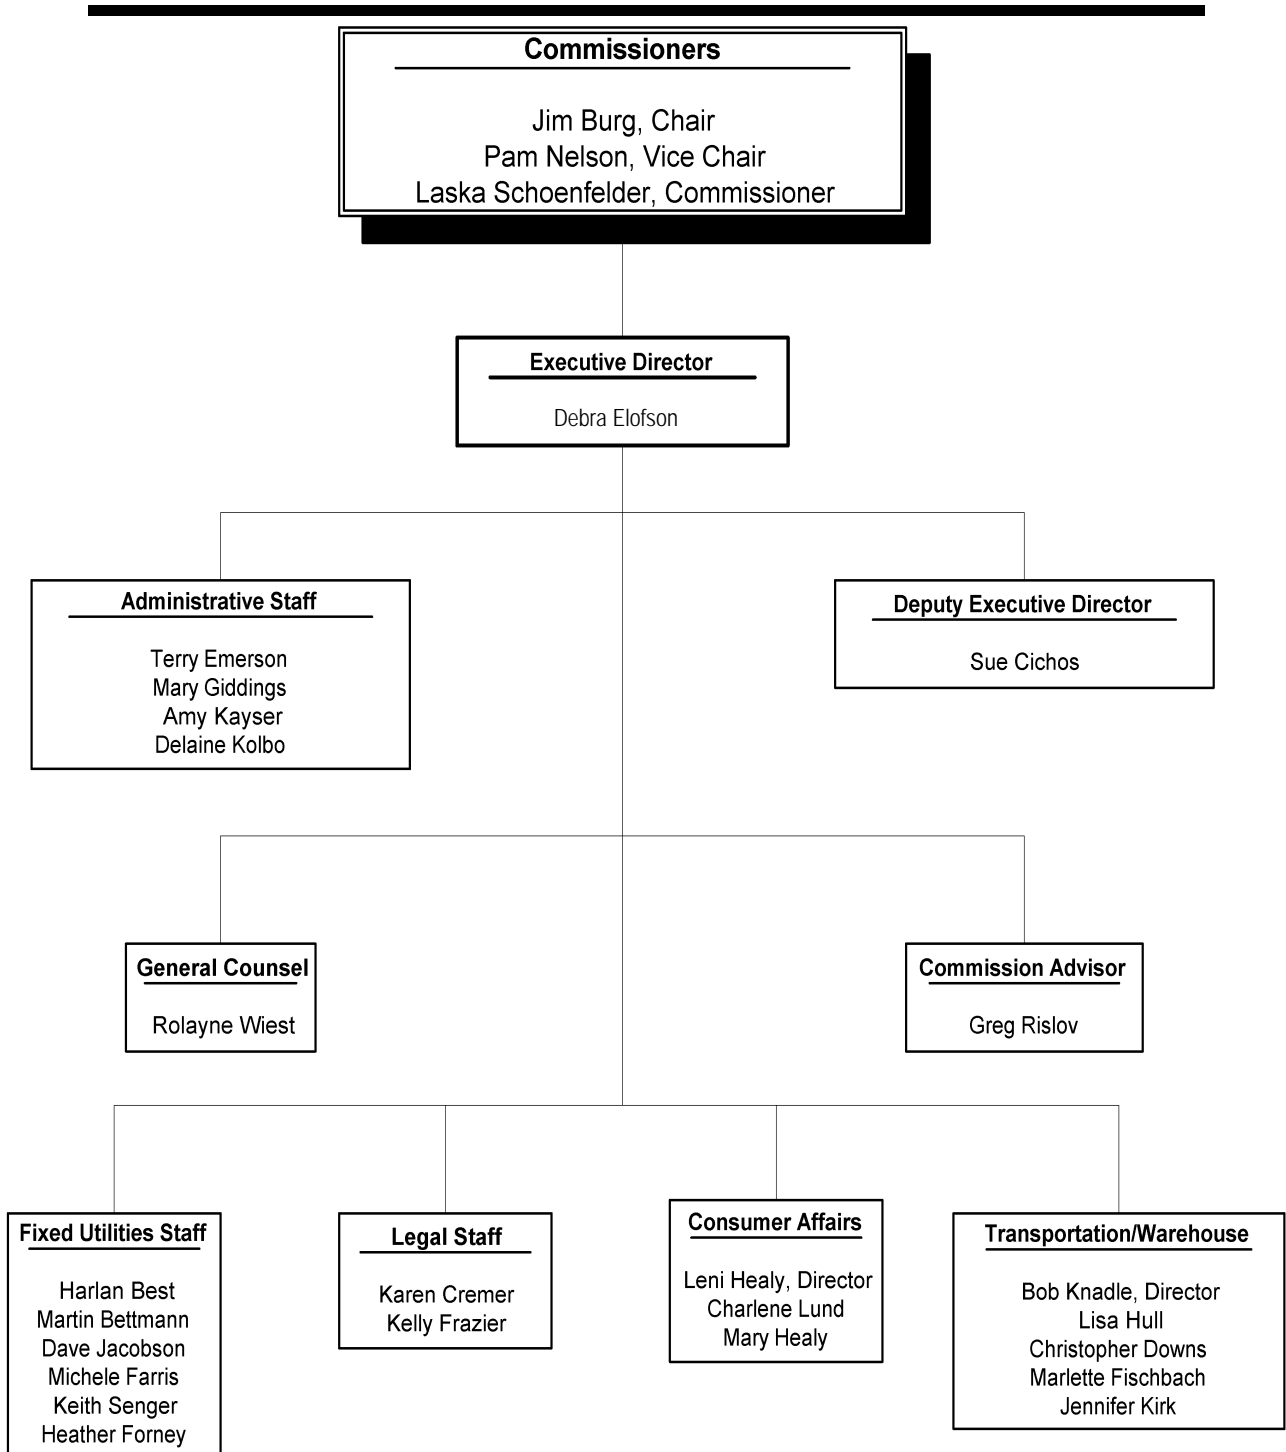 Commissioners
Jim Burg, Chair
Pam Nelson, Vice Chair
Laska Schoenfelder, Commissioner
Executive Director
Debra Elofson
Administrative Staff
Terry Emerson
Mary Giddings
Amy Kayser
Delaine Kolbo
Deputy Executive Director
Sue Cichos
General Counsel
Rolayne Wiest
Commission Advisor
Greg Rislov
Fixed Utilities Staff
Harlan Best
Martin Bettmann
Dave Jacobson
Michele Farris
Keith Senger
Heather Forney
Legal Staff
Karen Cremer
Kelly Frazier
Consumer Affairs
Leni Healy, Director
Charlene Lund
Mary Healy
Transportation/Warehouse
Bob Knadle, Director
Lisa Hull
Christopher Downs
Marlette Fischbach
Jennifer Kirk